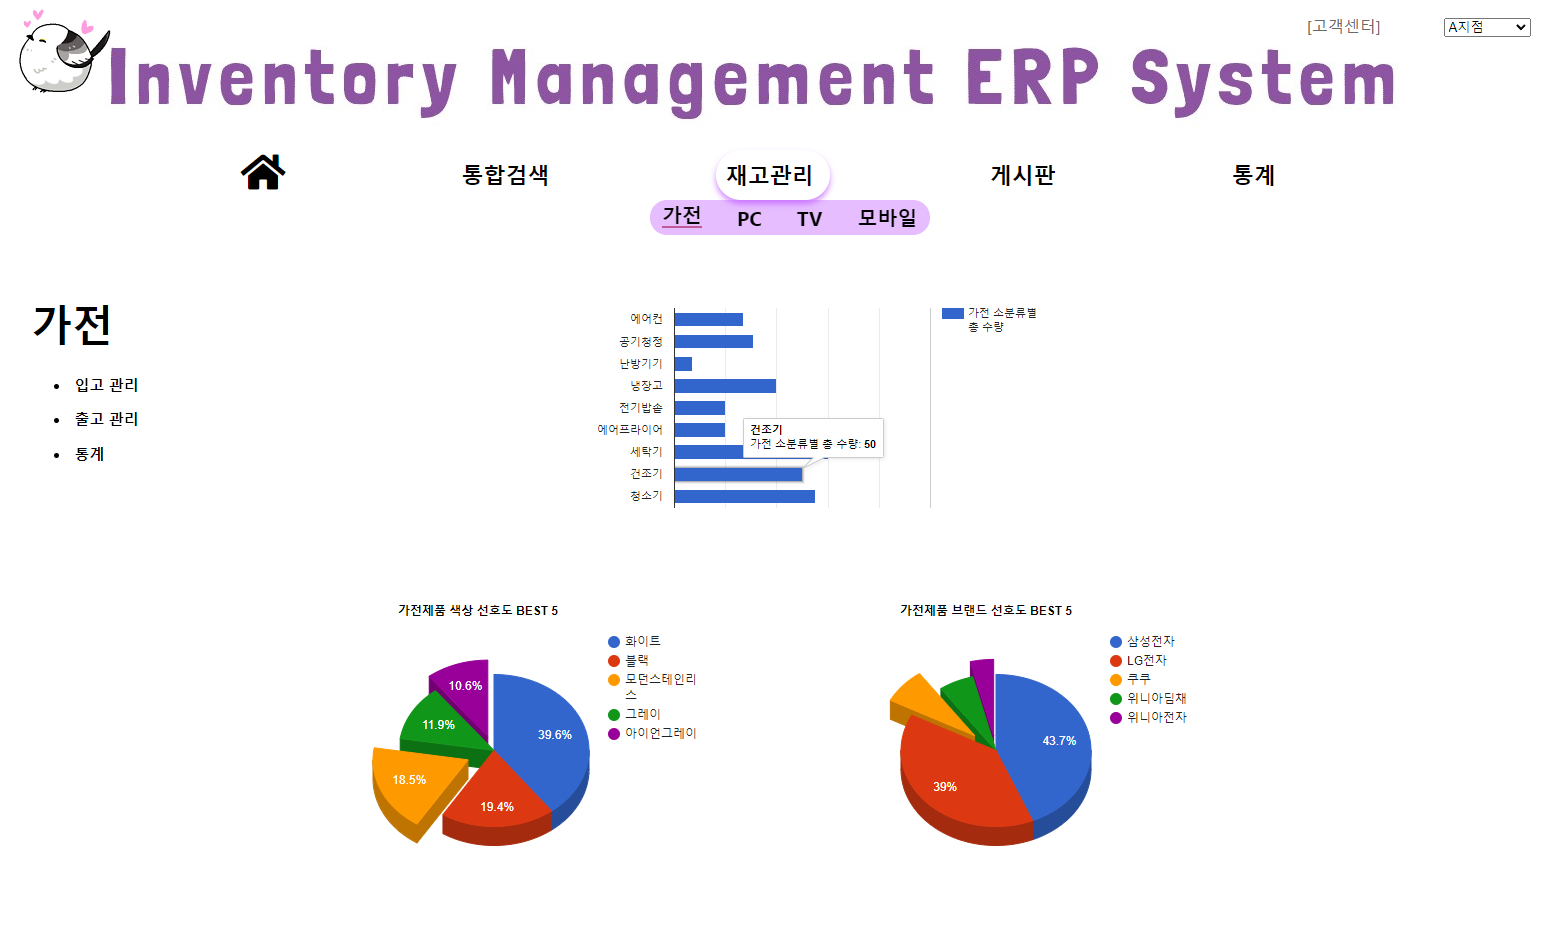 [고객센터]
A지점
Inventory Management ERP System
통합검색
재고관리
게시판
통계
가전
PC
TV
모바일
가전
입고 관리
출고 관리
통계
에어컨
공기청정
난방기기
냉장고
전기밥솥
에어프라이어
세탁기
건조기
청소기
건조기
가전 소분류별 총 수량: 50
가전 소분류별
총 수량
가전제품 색상 선호도 BEST 5
10.6%
11.9%
39.6%
18.5%
19.4%
화이트
블랙
모던스테인리
스
그레이
아이언그레이
가전제품 브랜드 선호도 BEST 5
43.7%
39%
삼성전자
LG전자
쿠쿠
위니아딤채
위니아전자